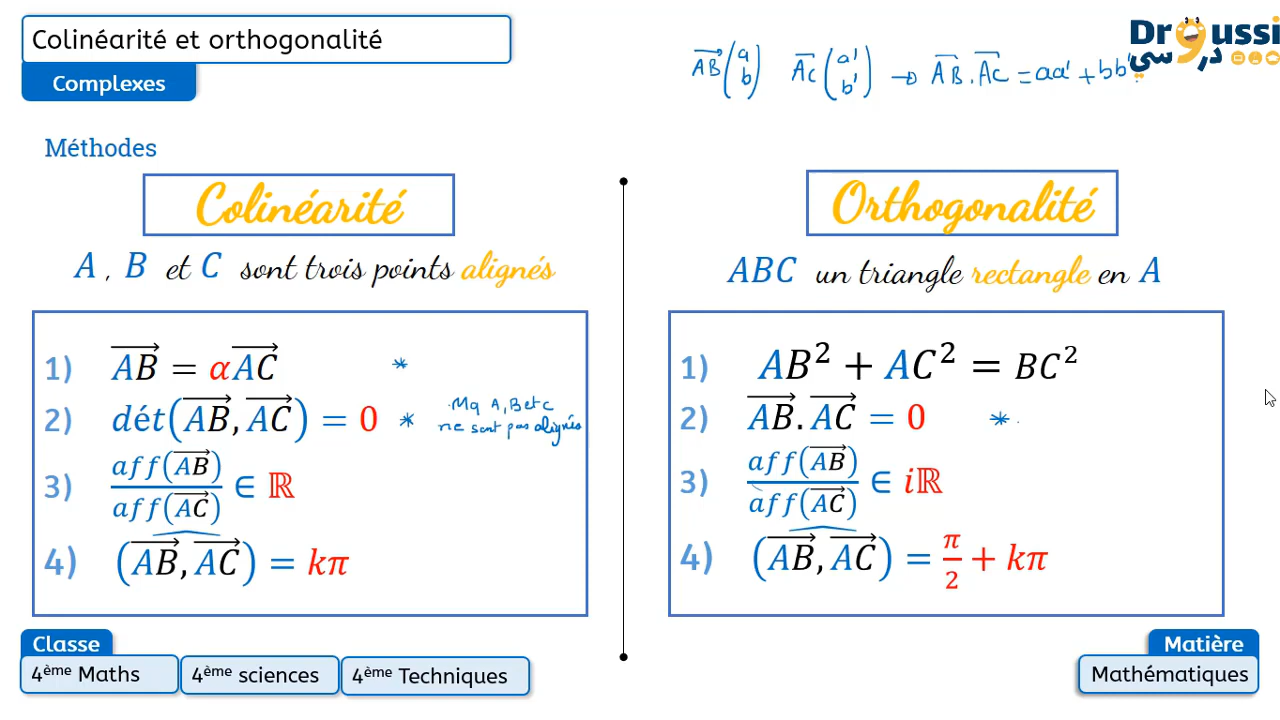 Colinéarité et orthogonalité
Complexes
Dr ussi
درسي
AB→ (a b) AC→ (a' b') → AB→ . AC→ = aa' + bb'
Méthodes
Colinéarité
A , B et C sont trois points alignés
1) AB→ = αAC→ *
2) dét(AB→, AC→) = 0 * Mq A, B et C
ne sont pas alignés
3) aff(AB→)/aff(AC→) ∈ ℝ
4) (AB→, AC→) = kπ
Orthogonalité
ABC un triangle rectangle en A
1) AB² + AC² = BC²
2) AB→. AC→ = 0 *
3) aff(AB→)/aff(AC→) ∈ iℝ
4) (AB→, AC→) = π/2 + kπ
Classe
4ème Maths
4ème sciences
4ème Techniques
Matière
Mathématiques